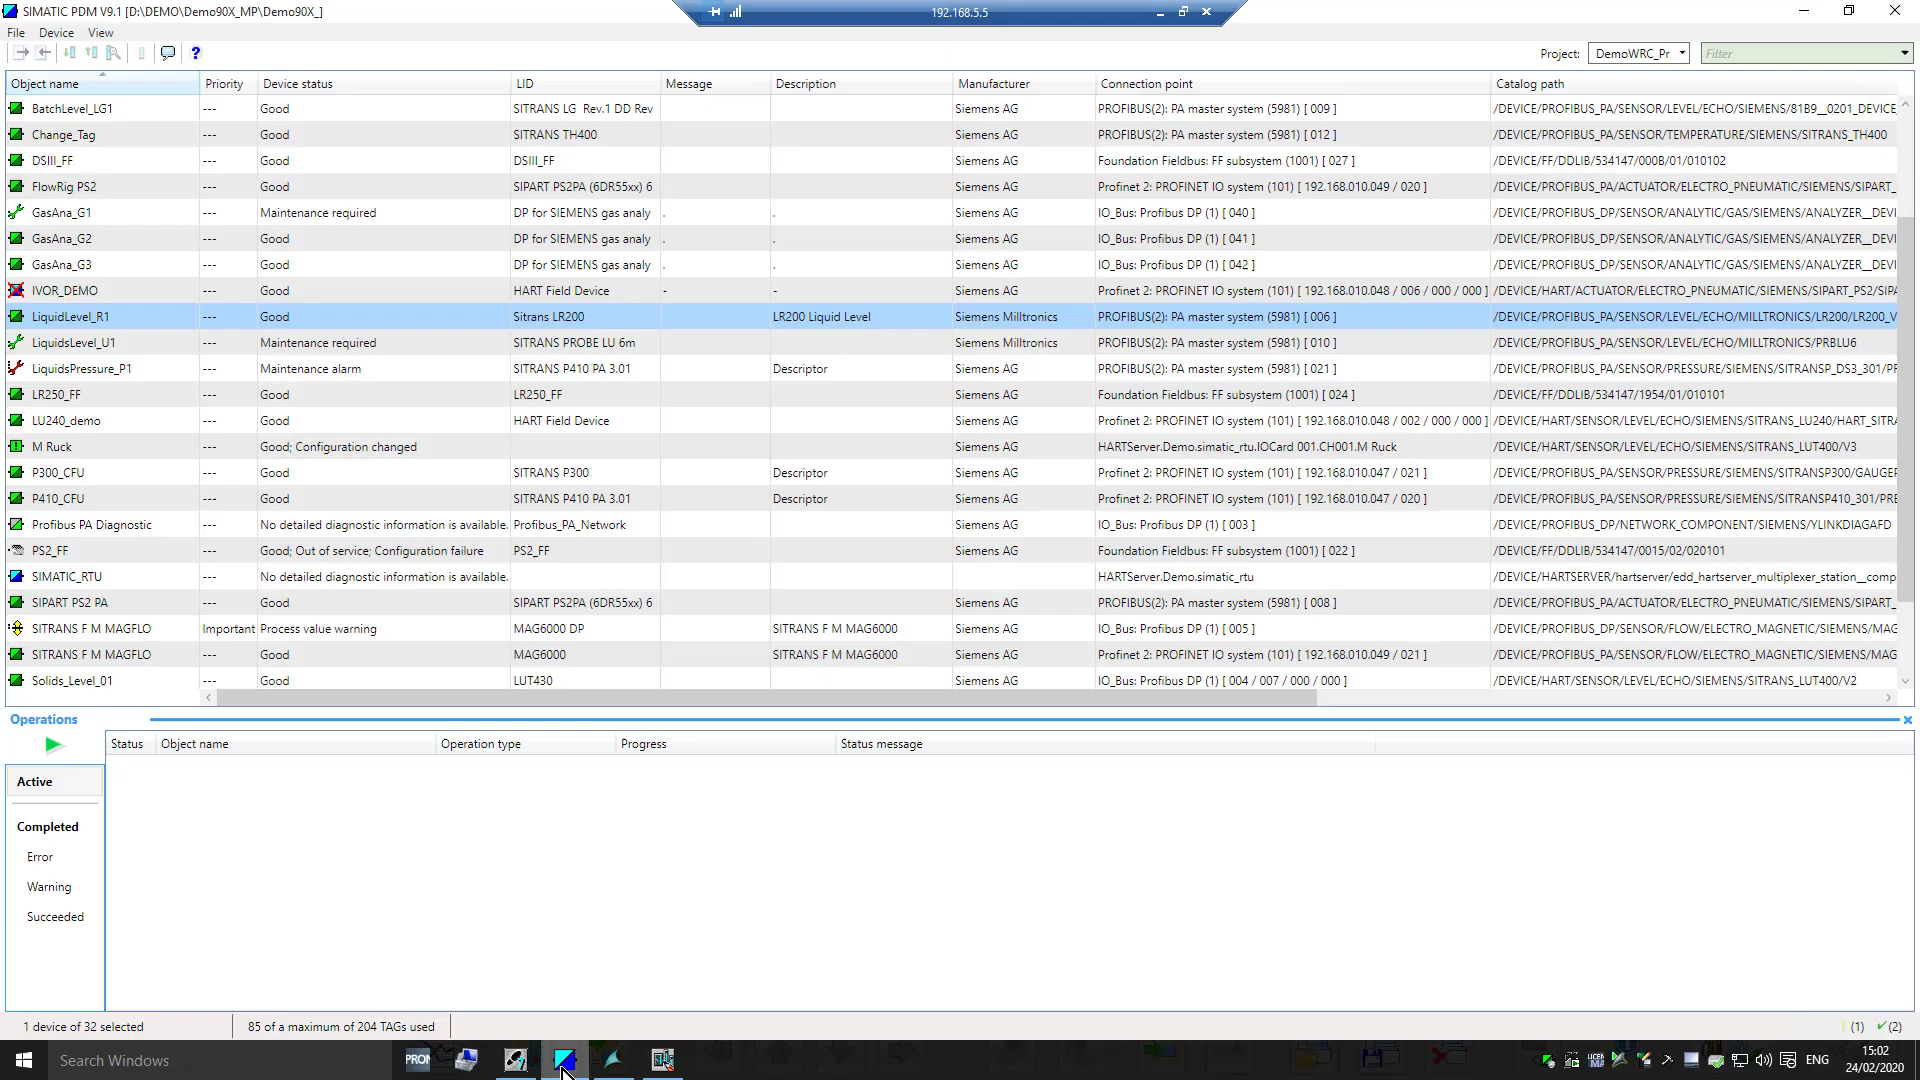 SIMATIC PDM V9.1 [D:\DEMO\Demo90X_MP\Demo90X_]
192.168.5.5
File Device View
Project: DemoWRC_Pr Filter
Object name Priority Device status LID Message Description Manufacturer Connection point Catalog path
BatchLevel_LG1 --- Good SITRANS LG Rev.1 DD Rev Siemens AG PROFIBUS(2): PA master system (5981) [ 009 ] /DEVICE/PROFIBUS_PA/SENSOR/LEVEL/ECHO/SIEMENS/81B9__0201_DEVICE_
Change_Tag --- Good SITRANS TH400 Siemens AG PROFIBUS(2): PA master system (5981) [ 012 ] /DEVICE/PROFIBUS_PA/SENSOR/TEMPERATURE/SIEMENS/SITRANS_TH400
DSIII_FF --- Good DSIII_FF Siemens AG Foundation Fieldbus: FF subsystem (1001) [ 027 ] /DEVICE/FF/DDLIB/534147/000B/01/010102
FlowRig PS2 --- Good SIPART PS2PA (6DR55xx) 6 Siemens AG Profinet 2: PROFINET IO system (101) [ 192.168.010.049 / 020 ] /DEVICE/PROFIBUS_PA/ACTUATOR/ELECTRO_PNEUMATIC/SIEMENS/SIPART_
GasAna_G1 --- Maintenance required DP for SIEMENS gas analy . . Siemens AG IO_Bus: Profibus DP (1) [ 040 ] /DEVICE/PROFIBUS_DP/SENSOR/ANALYTIC/GAS/SIEMENS/ANALYZER__DEVI
GasAna_G2 --- Good DP for SIEMENS gas analy . . Siemens AG IO_Bus: Profibus DP (1) [ 041 ] /DEVICE/PROFIBUS_DP/SENSOR/ANALYTIC/GAS/SIEMENS/ANALYZER__DEVI
GasAna_G3 --- Good DP for SIEMENS gas analy . . Siemens AG IO_Bus: Profibus DP (1) [ 042 ] /DEVICE/PROFIBUS_DP/SENSOR/ANALYTIC/GAS/SIEMENS/ANALYZER__DEVI
IVOR_DEMO --- Good HART Field Device - - Siemens AG Profinet 2: PROFINET IO system (101) [ 192.168.010.048 / 006 / 000 / 000 ] /DEVICE/HART/ACTUATOR/ELECTRO_PNEUMATIC/SIEMENS/SIPART_PS2/SIPA
LiquidLevel_R1 --- Good Sitrans LR200 LR200 Liquid Level Siemens Milltronics PROFIBUS(2): PA master system (5981) [ 006 ] /DEVICE/PROFIBUS_PA/SENSOR/LEVEL/ECHO/MILLTRONICS/LR200/LR200_V
LiquidsLevel_U1 --- Maintenance required SITRANS PROBE LU 6m Siemens Milltronics PROFIBUS(2): PA master system (5981) [ 010 ] /DEVICE/PROFIBUS_PA/SENSOR/LEVEL/ECHO/MILLTRONICS/PRBLU6
LiquidsPressure_P1 --- Maintenance alarm SITRANS P410 PA 3.01 Descriptor Siemens AG PROFIBUS(2): PA master system (5981) [ 021 ] /DEVICE/PROFIBUS_PA/SENSOR/PRESSURE/SIEMENS/SITRANSP_DS3_301/PF
LR250_FF --- Good LR250_FF Siemens AG Foundation Fieldbus: FF subsystem (1001) [ 024 ] /DEVICE/FF/DDLIB/534147/1954/01/010101
LU240_demo --- Good HART Field Device Siemens AG Profinet 2: PROFINET IO system (101) [ 192.168.010.048 / 002 / 000 / 000 ] /DEVICE/HART/SENSOR/LEVEL/ECHO/SIEMENS/SITRANS_LU240/HART_SITRA
M Ruck --- Good; Configuration changed Siemens AG HARTServer.Demo.simatic_rtu.IOCard 001.CH001.M Ruck /DEVICE/HART/SENSOR/LEVEL/ECHO/SIEMENS/SITRANS_LUT400/V3
P300_CFU --- Good SITRANS P300 Descriptor Siemens AG Profinet 2: PROFINET IO system (101) [ 192.168.010.047 / 021 ] /DEVICE/PROFIBUS_PA/SENSOR/PRESSURE/SIEMENS/SITRANSP300/GAUGEP
P410_CFU --- Good SITRANS P410 PA 3.01 Descriptor Siemens AG Profinet 2: PROFINET IO system (101) [ 192.168.010.047 / 020 ] /DEVICE/PROFIBUS_PA/SENSOR/PRESSURE/SIEMENS/SITRANSP410_301/PRE
Profibus PA Diagnostic --- No detailed diagnostic information is available. Profibus_PA_Network Siemens AG IO_Bus: Profibus DP (1) [ 003 ] /DEVICE/PROFIBUS_DP/NETWORK_COMPONENT/SIEMENS/YLINKDIAGAFD
PS2_FF --- Good; Out of service; Configuration failure PS2_FF Siemens AG Foundation Fieldbus: FF subsystem (1001) [ 022 ] /DEVICE/FF/DDLIB/534147/0015/02/020101
SIMATIC_RTU --- No detailed diagnostic information is available. HARTServer.Demo.simatic_rtu /DEVICE/HARTSERVER/hartserver/edd_hartserver_multiplexer_station__comp
SIPART PS2 PA --- Good SIPART PS2PA (6DR55xx) 6 Siemens AG PROFIBUS(2): PA master system (5981) [ 008 ] /DEVICE/PROFIBUS_PA/ACTUATOR/ELECTRO_PNEUMATIC/SIEMENS/SIPART_
SITRANS F M MAGFLO Important Process value warning MAG6000 DP SITRANS F M MAG6000 Siemens AG IO_Bus: Profibus DP (1) [ 005 ] /DEVICE/PROFIBUS_DP/SENSOR/FLOW/ELECTRO_MAGNETIC/SIEMENS/MAG
SITRANS F M MAGFLO --- Good MAG6000 SITRANS F M MAG6000 Siemens AG Profinet 2: PROFINET IO system (101) [ 192.168.010.049 / 021 ] /DEVICE/PROFIBUS_PA/SENSOR/FLOW/ELECTRO_MAGNETIC/SIEMENS/MAG
Solids_Level_01 --- Good LUT430 Siemens AG IO_Bus: Profibus DP (1) [ 004 / 007 / 000 / 000 ] /DEVICE/HART/SENSOR/LEVEL/ECHO/SIEMENS/SITRANS_LUT400/V2
Operations
Status Object name Operation type Progress Status message
Active
Completed
Error
Warning
Succeeded
1 device of 32 selected 85 of a maximum of 204 TAGs used (1) (2)
Search Windows PRON ENG 15:02
24/02/2020